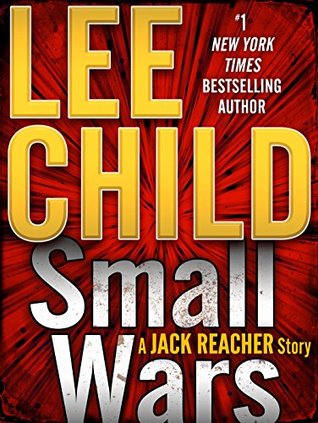 LEE
CHILD
#1
NEW YORK
TIMES
BESTSELLING
AUTHOR
Small
A JACK REACHER Story
Wars